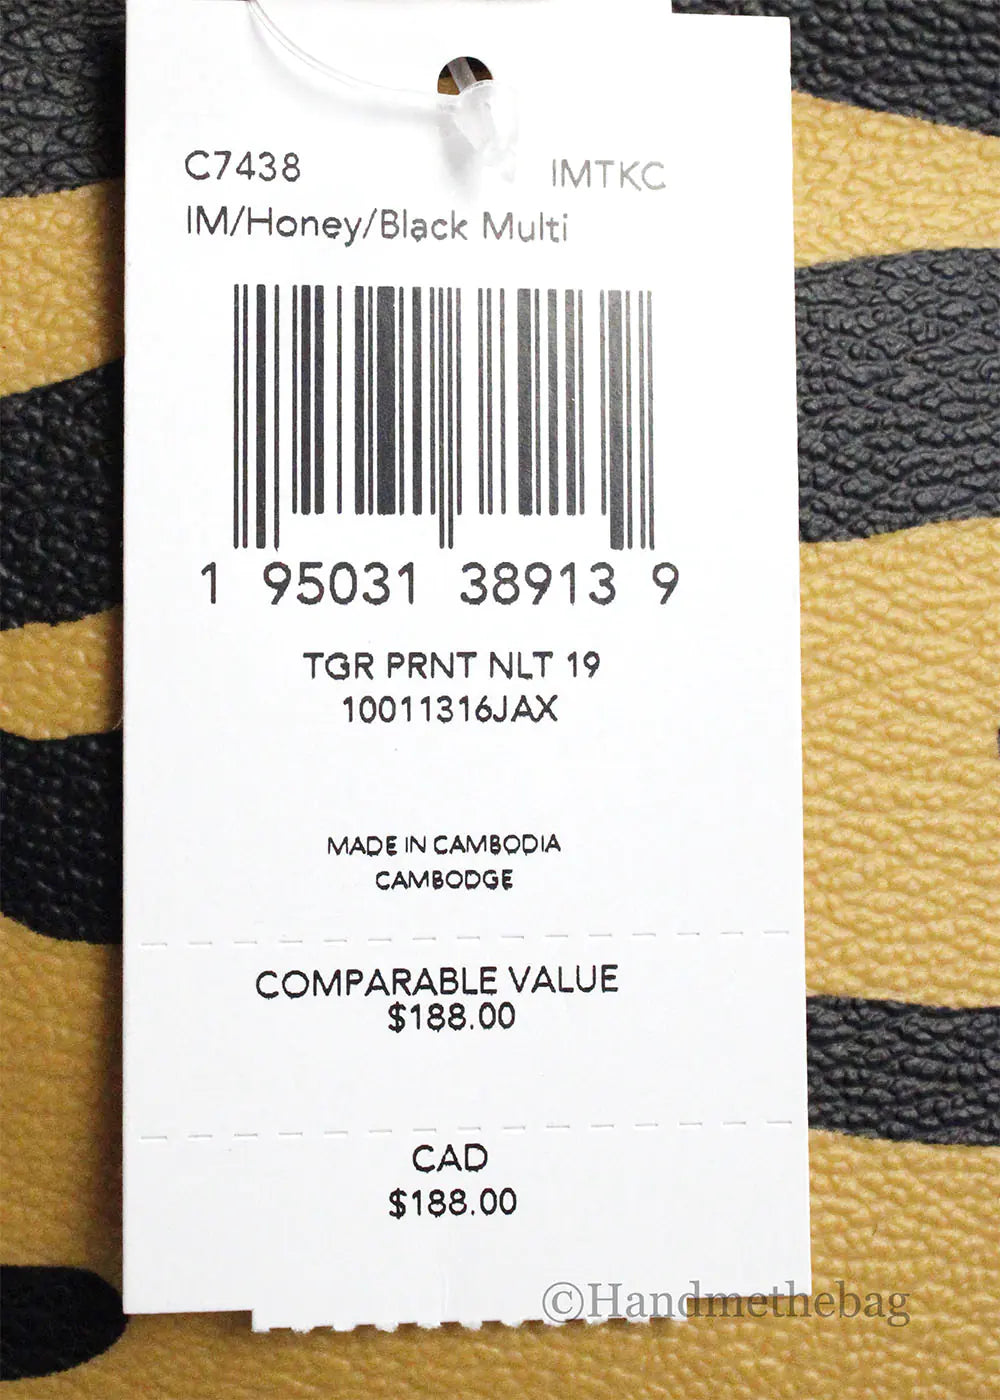 C7438 IMTKC
IM/Honey/Black Multi
1 95031 38913 9
TGR PRNT NLT 19
10011316JAX
MADE IN CAMBODIA
CAMBODGE
COMPARABLE VALUE
$188.00
CAD
$188.00
©Handmethebag